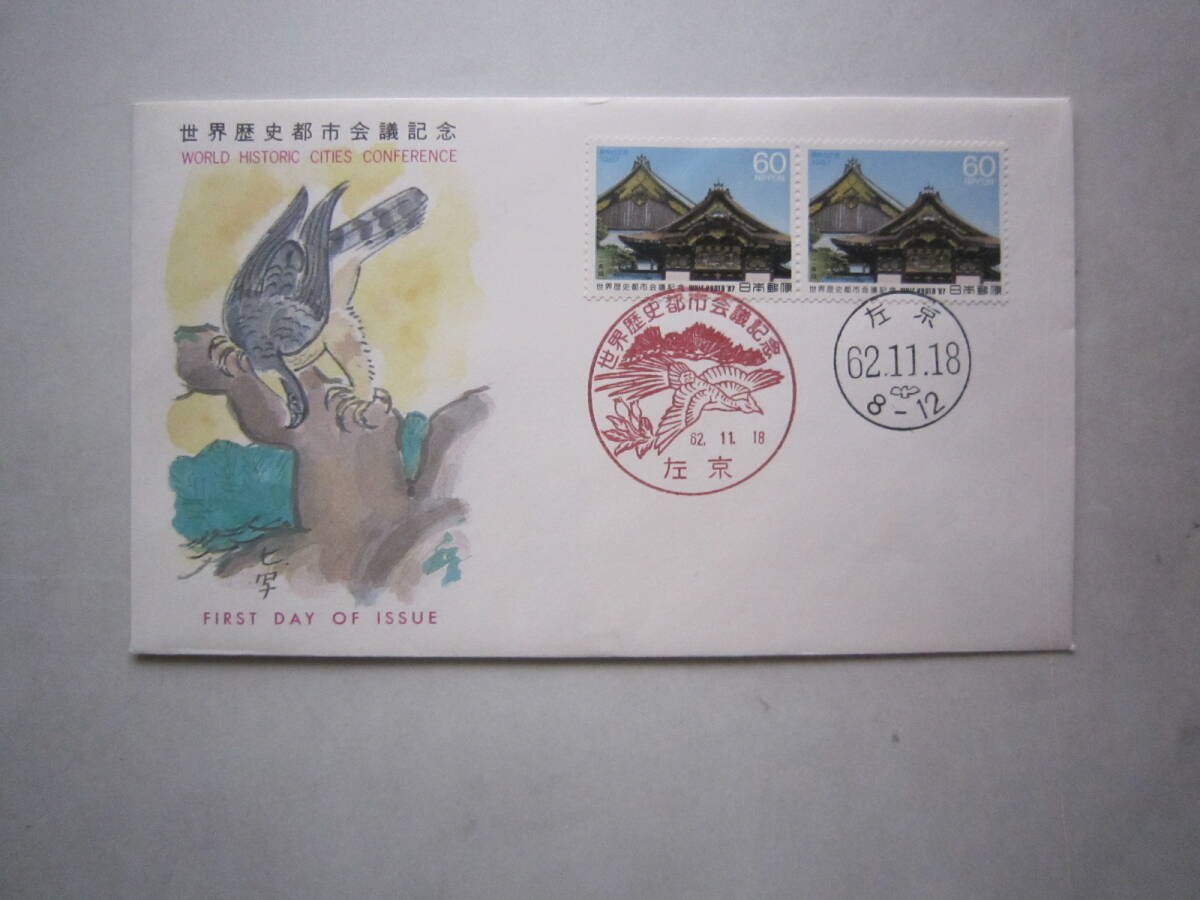 世界歴史都市会議記念
WORLD HISTORIC CITIES CONFERENCE
60
NIPPON
世界歴史都市会議記念 日本郵便
60
NIPPON
世界歴史都市会議記念 日本郵便
世界歴史都市会議記念
62. 11. 18
左京
左京
62.11.18
8-12
FIRST DAY OF ISSUE